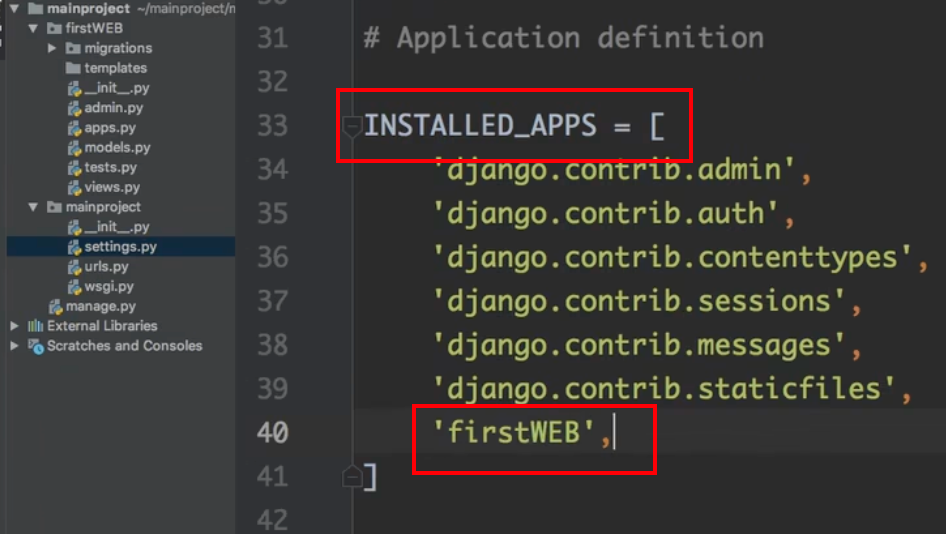 mainproject ~/mainproject/m
firstWEB
migrations
templates
__init__.py
admin.py
apps.py
models.py
tests.py
views.py
mainproject
__init__.py
settings.py
urls.py
wsgi.py
manage.py
External Libraries
Scratches and Consoles
31 # Application definition
32
33 INSTALLED_APPS = [
34 'django.contrib.admin',
35 'django.contrib.auth',
36 'django.contrib.contenttypes',
37 'django.contrib.sessions',
38 'django.contrib.messages',
39 'django.contrib.staticfiles',
40 'firstWEB',
41 ]
42